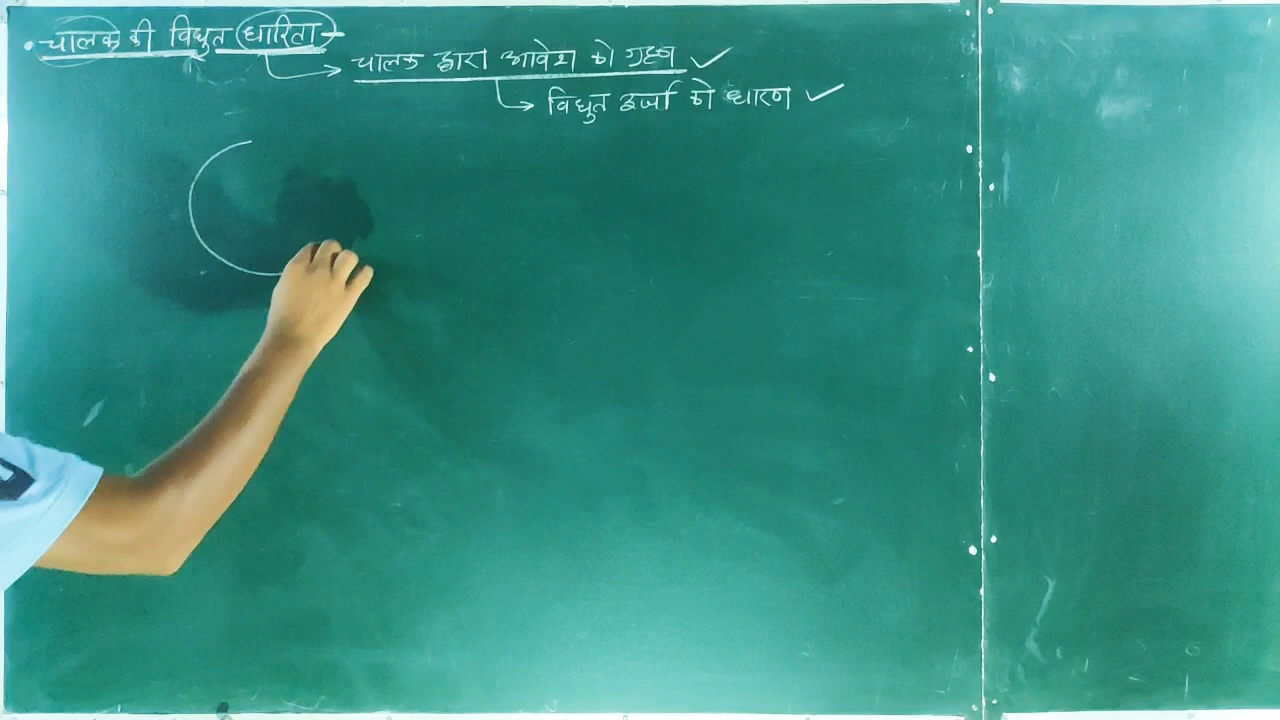 • चालक की विधुत धारिता -
चालक द्वारा आवेश को ग्रहण ✓
विधुत ऊर्जा को धारण ✓